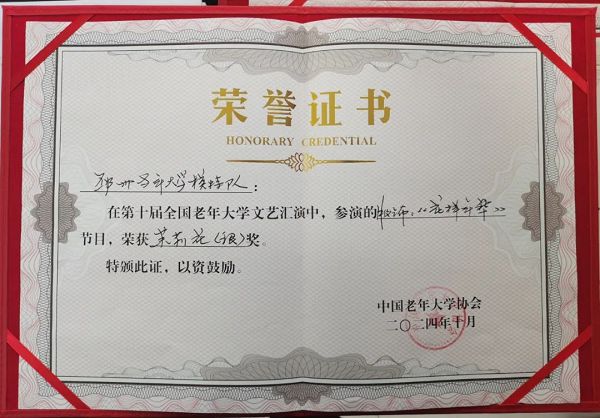 荣誉证书
HONORARY CREDENTIAL
郑州老年大学模特队：
在第十届全国老年大学文艺汇演中，参演的：《花样年华》
节目，荣获茉莉花（银）奖。
特颁此证，以资鼓励。
中国老年大学协会
二〇二四年十月